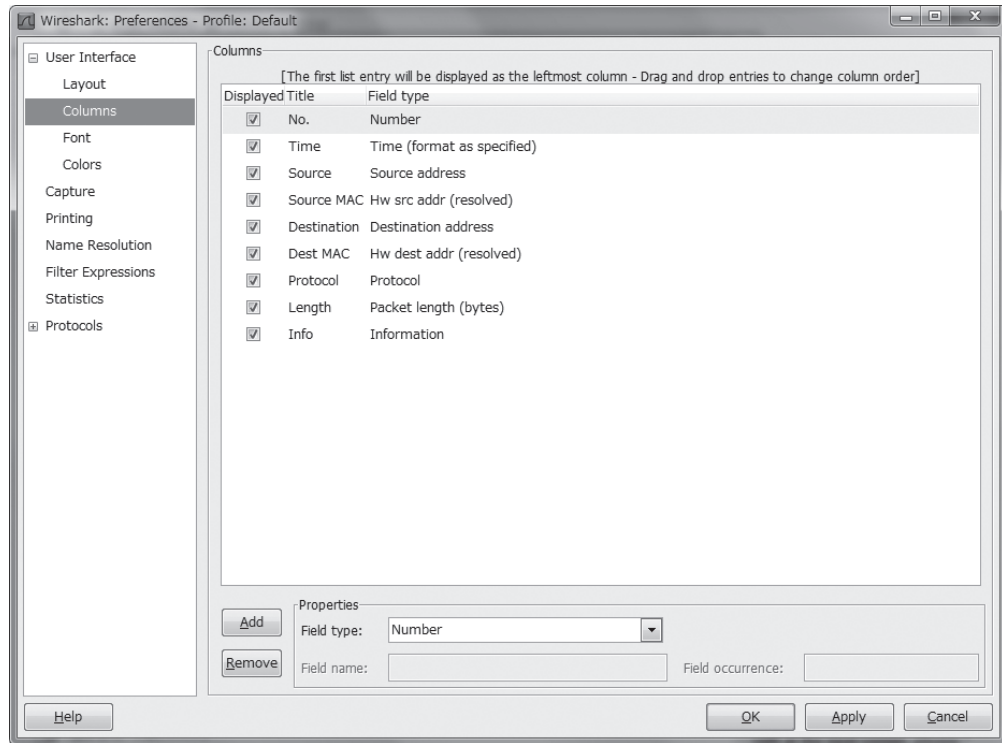 Wireshark: Preferences - Profile: Default
User Interface
Layout
Columns
Font
Colors
Capture
Printing
Name Resolution
Filter Expressions
Statistics
Protocols
Columns
[The first list entry will be displayed as the leftmost column - Drag and drop entries to change column order]
Displayed Title Field type
No. Number
Time Time (format as specified)
Source Source address
Source MAC Hw src addr (resolved)
Destination Destination address
Dest MAC Hw dest addr (resolved)
Protocol Protocol
Length Packet length (bytes)
Info Information
Add
Remove
Properties
Field type: Number
Field name: Field occurrence:
Help OK Apply Cancel